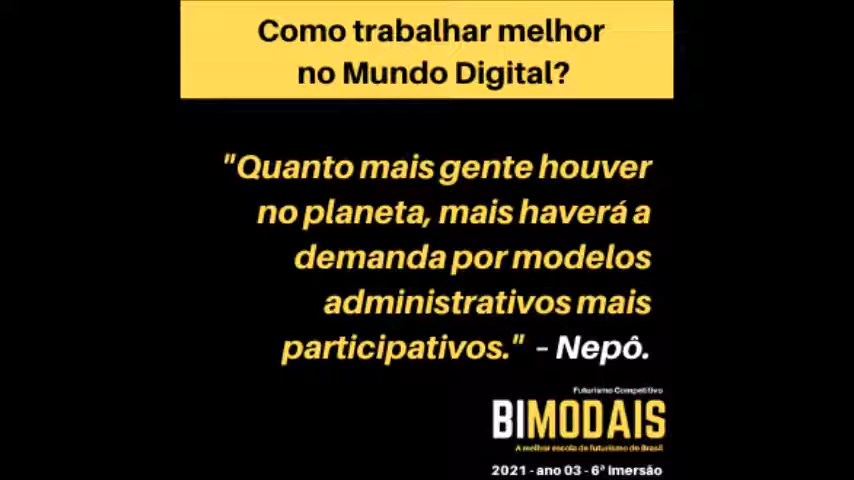 Como trabalhar melhor
no Mundo Digital?
"Quanto mais gente houver
no planeta, mais haverá a
demanda por modelos
administrativos mais
participativos." - Nepô.
Futurismo Competitivo
BIMODAIS
A melhor escola de futurismo do Brasil
2021 - ano 03 - 6ª Imersão